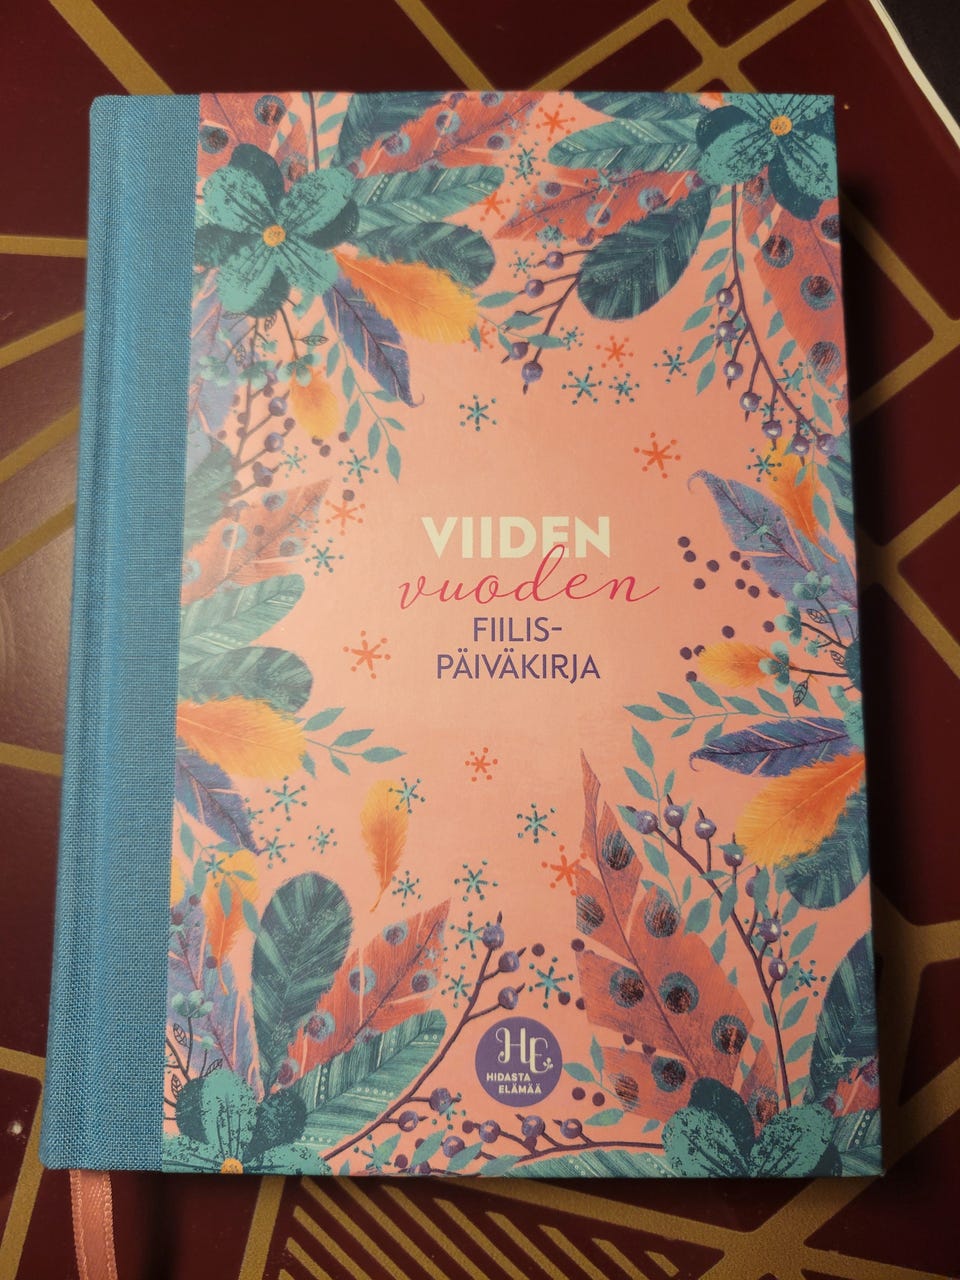 VIIDEN
vuoden
FIILIS-
PÄIVÄKIRJA
HE
HIDASTA
ELÄMÄÄ